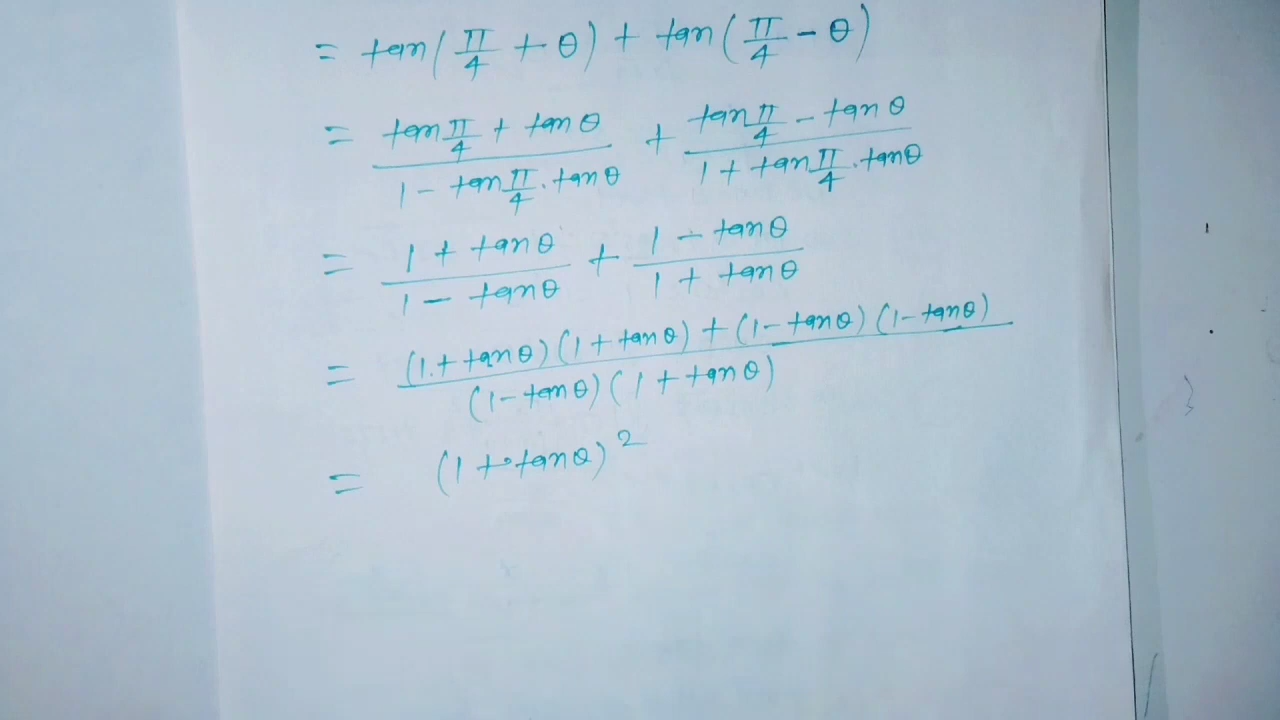 = tan(π/4 + θ) + tan(π/4 - θ)
= (tan π/4 + tan θ)/(1 - tan π/4 . tan θ) + (tan π/4 - tan θ)/(1 + tan π/4 . tan θ)
= (1 + tan θ)/(1 - tan θ) + (1 - tan θ)/(1 + tan θ)
= ((1 + tan θ)(1 + tan θ) + (1 - tan θ)(1 - tan θ))/((1 - tan θ)(1 + tan θ))
= (1 + tan θ)²